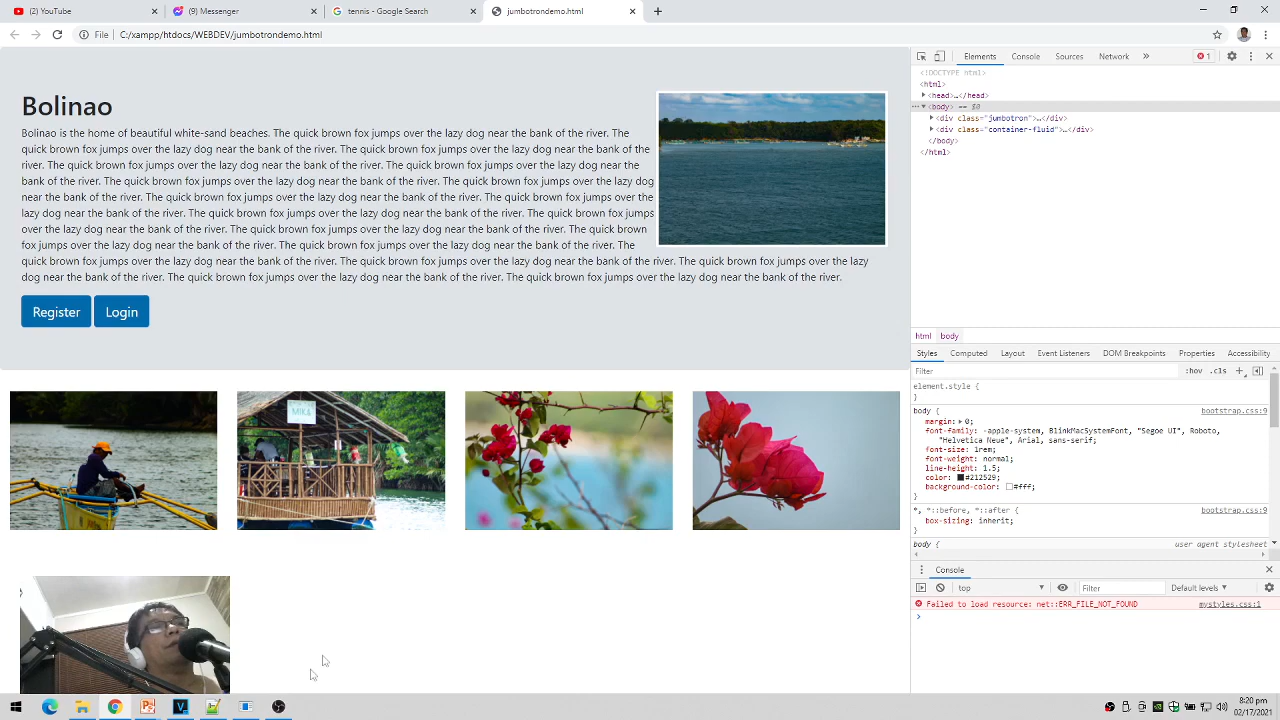 (2) YouTube
(9) Messenger
tennis - Google Search
jumbotrondemo.html
File
C:/xampp/htdocs/WEBDEV/jumbotrondemo.html
Bolinao
Bolinao is the home of beautiful white-sand beaches. The quick brown fox jumps over the lazy dog near the bank of the river. The
quick brown fox jumps over the lazy dog near the bank of the river. The quick brown fox jumps over the lazy dog near the bank of the
river. The quick brown fox jumps over the lazy dog near the bank of the river. The quick brown fox jumps over the lazy dog near the
bank of the river. The quick brown fox jumps over the lazy dog near the bank of the river. The quick brown fox jumps over the lazy dog
near the bank of the river. The quick brown fox jumps over the lazy dog near the bank of the river. The quick brown fox jumps over the
lazy dog near the bank of the river. The quick brown fox jumps over the lazy dog near the bank of the river. The quick brown fox jumps
over the lazy dog near the bank of the river. The quick brown fox jumps over the lazy dog near the bank of the river. The quick brown
fox jumps over the lazy dog near the bank of the river. The quick brown fox jumps over the lazy dog near the bank of the river. The
quick brown fox jumps over the lazy dog near the bank of the river. The quick brown fox jumps over the lazy dog near the bank of the river. The quick brown fox jumps over the lazy
dog near the bank of the river. The quick brown fox jumps over the lazy dog near the bank of the river. The quick brown fox jumps over the lazy dog near the bank of the river.
Register
Login
MIKA
Elements
Console
Sources
Network
1
<!DOCTYPE html>
<html>
<head>…</head>
<body> == $0
<div class="jumbotron">…</div>
<div class="container-fluid">…</div>
</body>
</html>
html
body
Styles
Computed
Layout
Event Listeners
DOM Breakpoints
Properties
Accessibility
Filter
:hov
.cls
element.style {
}
body {
bootstrap.css:9
margin: 0;
font-family: -apple-system, BlinkMacSystemFont, "Segoe UI", Roboto,
"Helvetica Neue", Arial, sans-serif;
font-size: 1rem;
font-weight: normal;
line-height: 1.5;
color: #212529;
background-color: #fff;
}
*, *::before, *::after {
bootstrap.css:9
box-sizing: inherit;
}
body {
user agent stylesheet
Console
top
Filter
Default levels
Failed to load resource: net::ERR_FILE_NOT_FOUND
mystyles.css:1
8:20 pm
02/17/2021